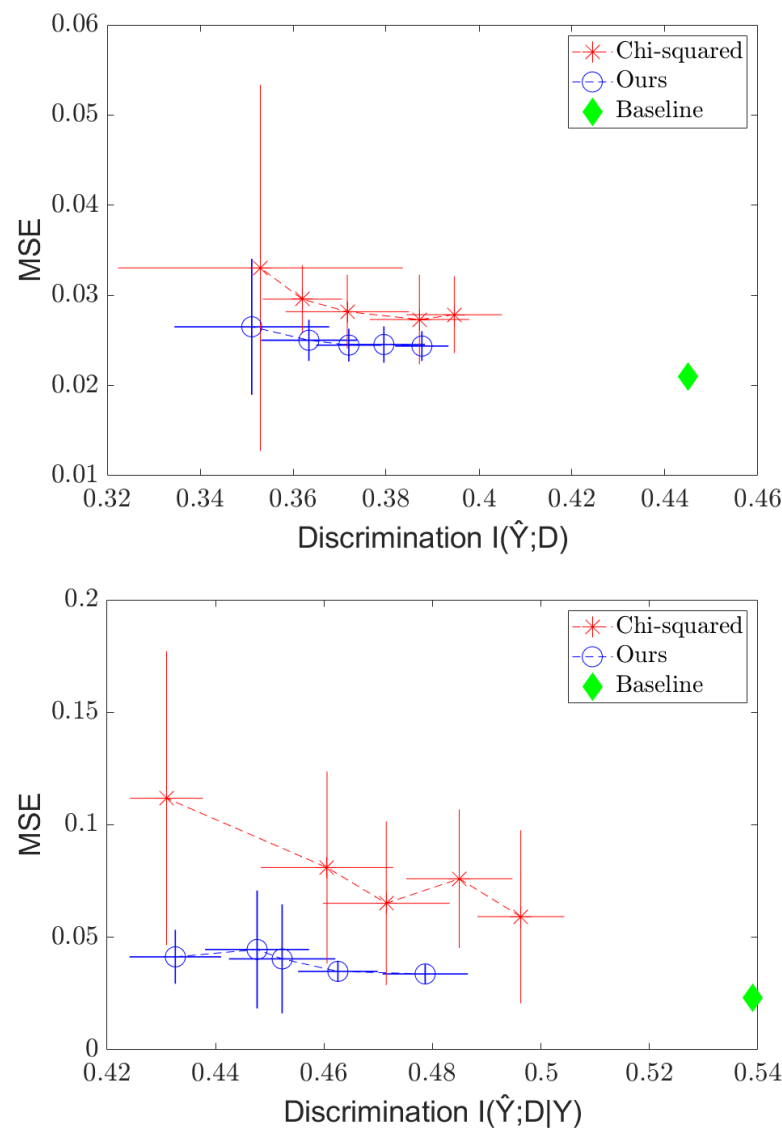 0.06
0.05
0.04
0.03
0.02
0.01
MSE
Chi-squared
Ours
Baseline
0.32 0.34 0.36 0.38 0.4 0.42 0.44 0.46
Discrimination I(Ŷ;D)
0.2
0.15
0.1
0.05
0
MSE
Chi-squared
Ours
Baseline
0.42 0.44 0.46 0.48 0.5 0.52 0.54
Discrimination I(Ŷ;D|Y)